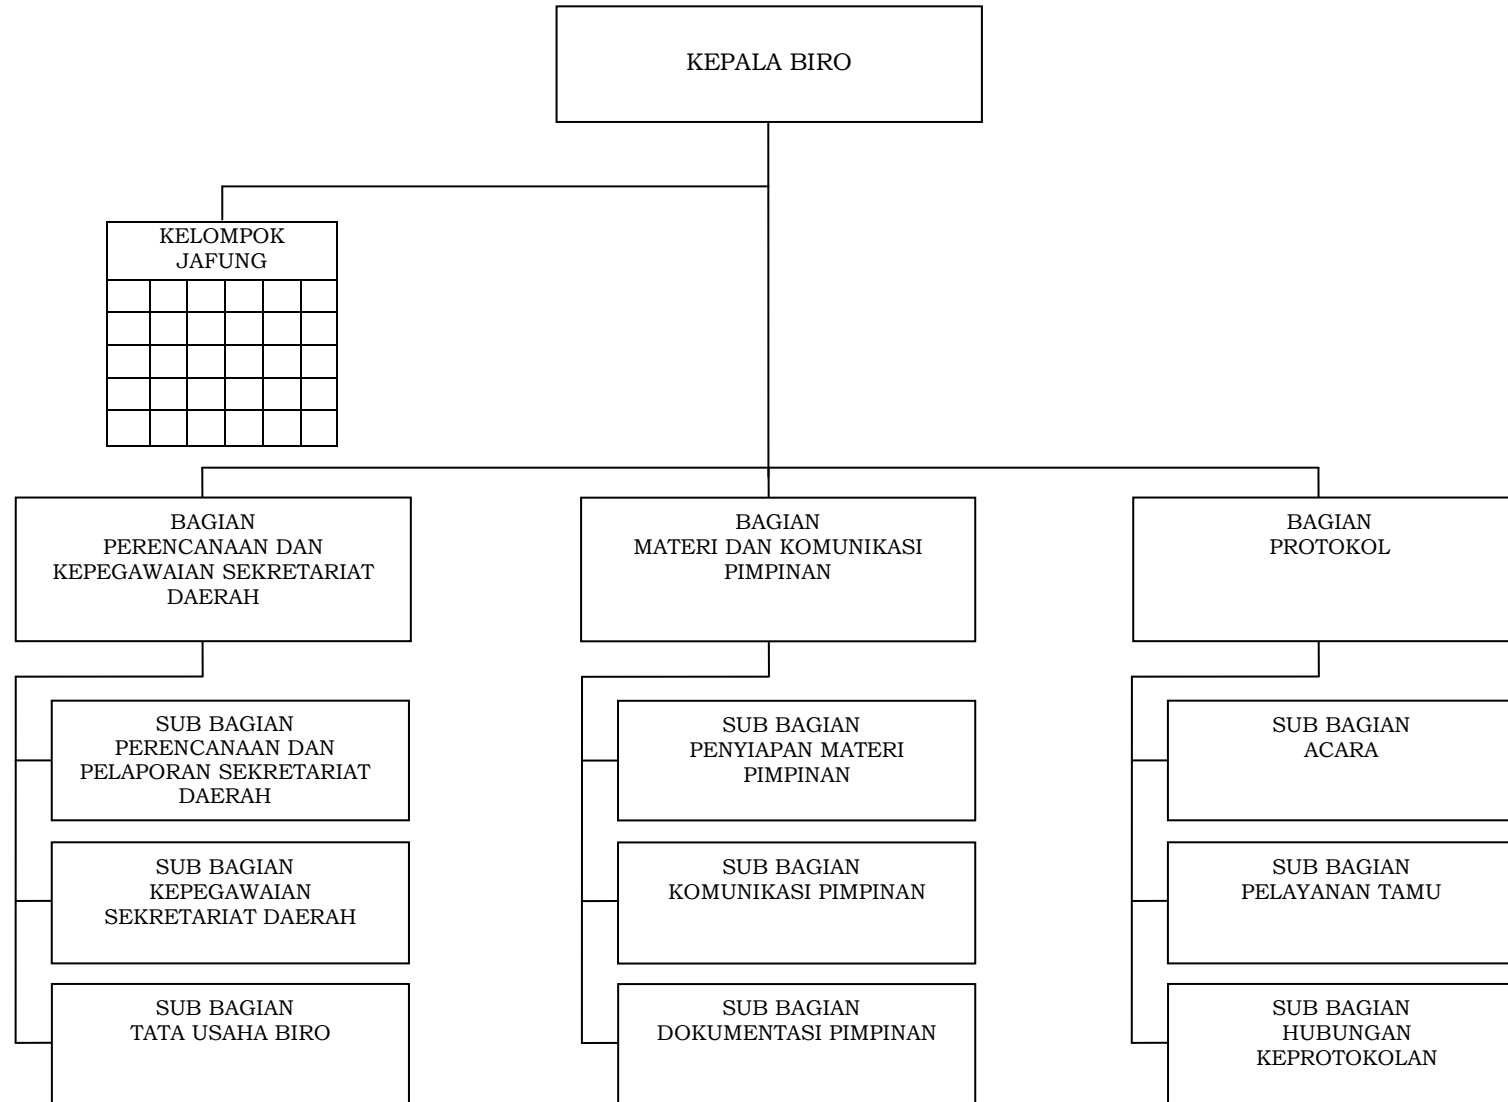 KEPALA BIRO
KELOMPOK
JAFUNG
BAGIAN
PERENCANAAN DAN
KEPEGAWAIAN SEKRETARIAT
DAERAH
BAGIAN
MATERI DAN KOMUNIKASI
PIMPINAN
BAGIAN
PROTOKOL
SUB BAGIAN
PERENCANAAN DAN
PELAPORAN SEKRETARIAT
DAERAH
SUB BAGIAN
PENYIAPAN MATERI
PIMPINAN
SUB BAGIAN
ACARA
SUB BAGIAN
KEPEGAWAIAN
SEKRETARIAT DAERAH
SUB BAGIAN
KOMUNIKASI PIMPINAN
SUB BAGIAN
PELAYANAN TAMU
SUB BAGIAN
TATA USAHA BIRO
SUB BAGIAN
DOKUMENTASI PIMPINAN
SUB BAGIAN
HUBUNGAN
KEPROTOKOLAN